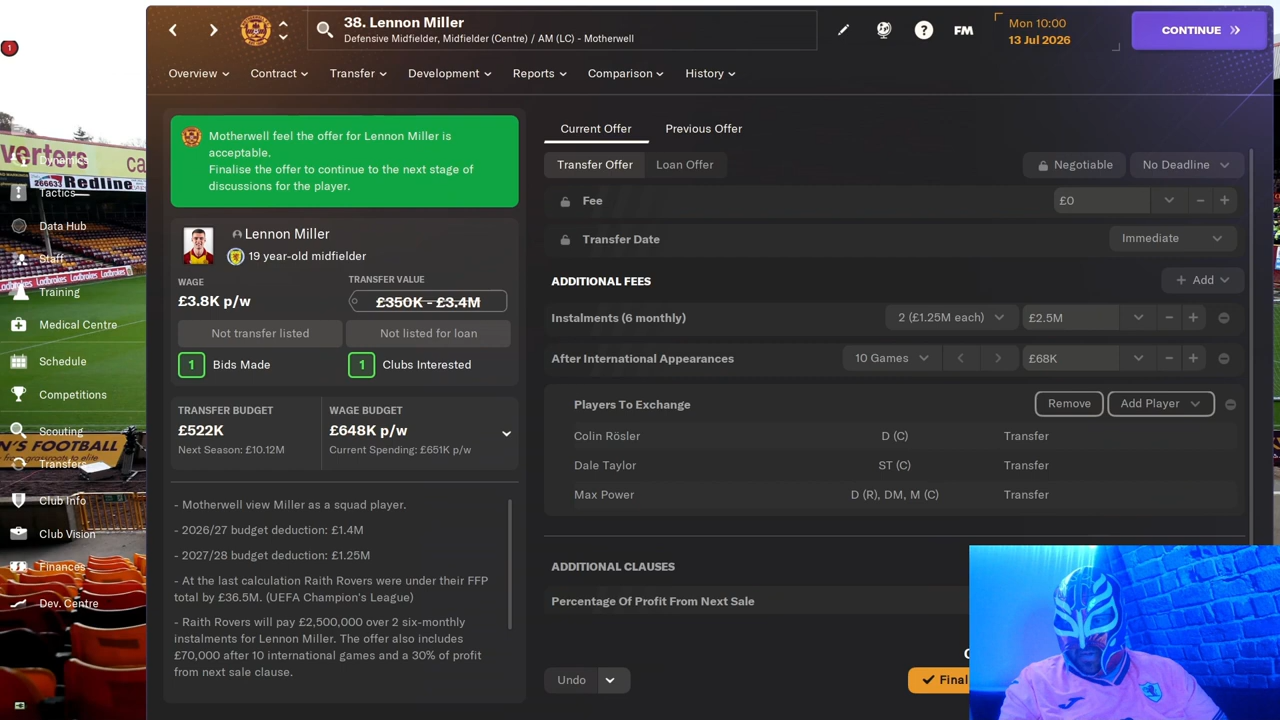 38. Lennon Miller
Defensive Midfielder, Midfielder (Centre) / AM (LC) - Motherwell
FM
Mon 10:00
13 Jul 2026
CONTINUE
Overview
Contract
Transfer
Development
Reports
Comparison
History
1
Dynamics
Tactics
Data Hub
Staff
Training
Medical Centre
Schedule
Competitions
Scouting
Transfers
Club Info
Club Vision
Finances
Dev. Centre
Redline
266633
Ladbrokes
N'S FOOTBALL
Motherwell feel the offer for Lennon Miller is
acceptable.
Finalise the offer to continue to the next stage of
discussions for the player.
Lennon Miller
19 year-old midfielder
WAGE
£3.8K p/w
TRANSFER VALUE
£350K - £3.4M
Not transfer listed
Not listed for loan
1 Bids Made
1 Clubs Interested
TRANSFER BUDGET
£522K
Next Season: £10.12M
WAGE BUDGET
£648K p/w
Current Spending: £651K p/w
- Motherwell view Miller as a squad player.
- 2026/27 budget deduction: £1.4M
- 2027/28 budget deduction: £1.25M
- At the last calculation Raith Rovers were under their FFP
total by £36.5M. (UEFA Champion's League)
- Raith Rovers will pay £2,500,000 over 2 six-monthly
instalments for Lennon Miller. The offer also includes
£70,000 after 10 international games and a 30% of profit
from next sale clause.
Current Offer
Previous Offer
Transfer Offer
Loan Offer
Negotiable
No Deadline
Fee
£0
Transfer Date
Immediate
ADDITIONAL FEES
Add
Instalments (6 monthly)
2 (£1.25M each)
£2.5M
After International Appearances
10 Games
£68K
Players To Exchange
Remove
Add Player
Colin Rösler D (C) Transfer
Dale Taylor ST (C) Transfer
Max Power D (R), DM, M (C) Transfer
ADDITIONAL CLAUSES
Percentage Of Profit From Next Sale
Undo
Final